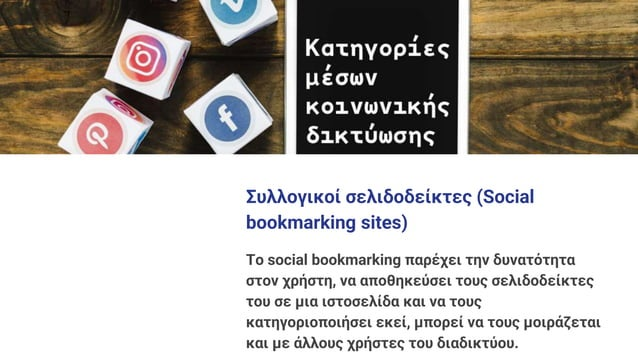 Κατηγορίες
μέσων
κοινωνικής
δικτύωσης
Συλλογικοί σελιδοδείκτες (Social
bookmarking sites)
Το social bookmarking παρέχει την δυνατότητα
στον χρήστη, να αποθηκεύσει τους σελιδοδείκτες
του σε μια ιστοσελίδα και να τους
κατηγοριοποιήσει εκεί, μπορεί να τους μοιράζεται
και με άλλους χρήστες του διαδικτύου.